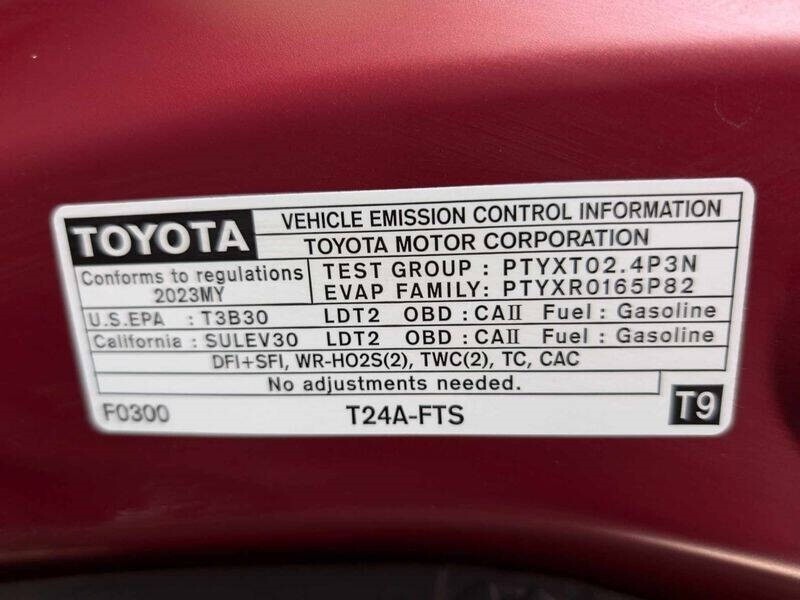 TOYOTA
VEHICLE EMISSION CONTROL INFORMATION
TOYOTA MOTOR CORPORATION
Conforms to regulations
2023MY
TEST GROUP : PTYXT02.4P3N
EVAP FAMILY: PTYXR0165P82
U.S.EPA : T3B30 LDT2 OBD : CAII Fuel : Gasoline
California : SULEV30 LDT2 OBD : CAII Fuel : Gasoline
DFI+SFI, WR-HO2S(2), TWC(2), TC, CAC
No adjustments needed.
F0300 T24A-FTS T9